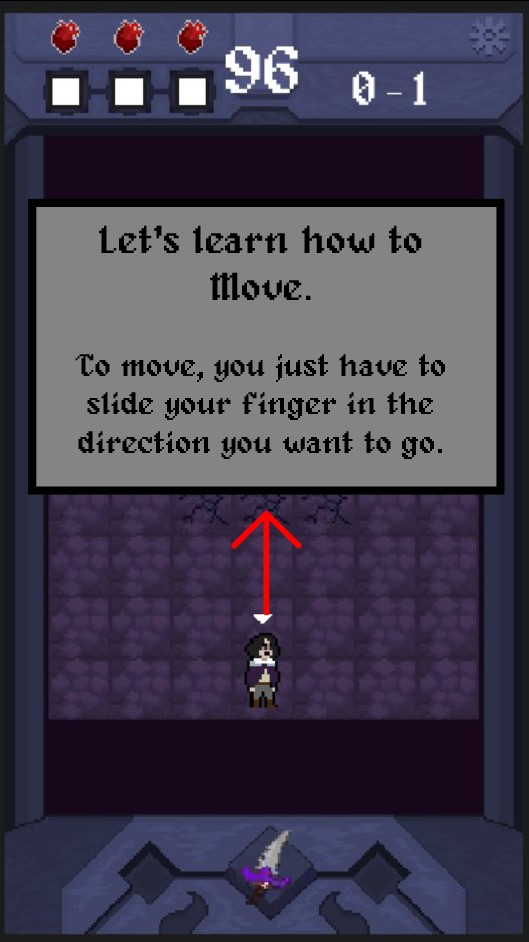 96
0-1
Let's learn how to
Move.
To move, you just have to
slide your finger in the
direction you want to go.